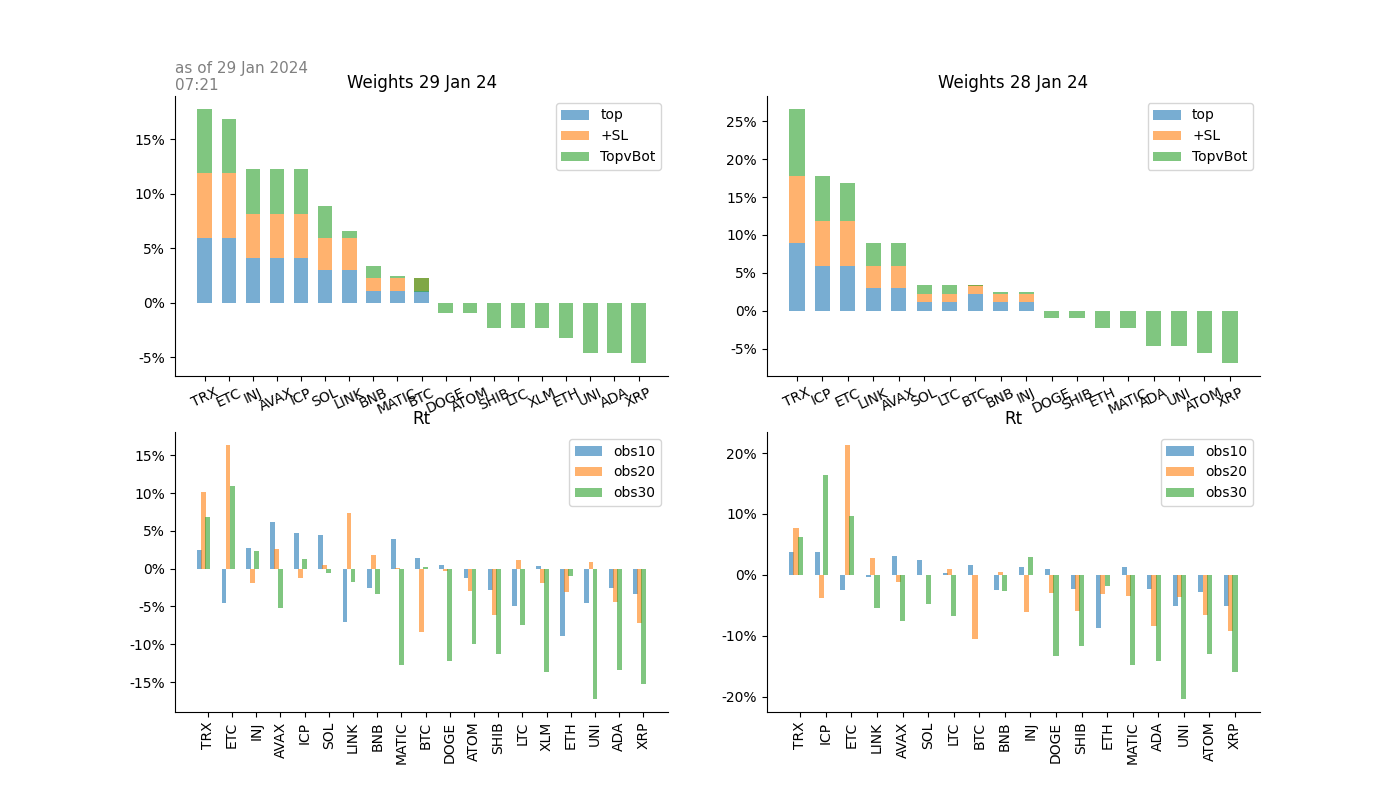 as of 29 Jan 2024
07:21
Weights 29 Jan 24
top
+SL
TopvBot
15%
10%
5%
0%
-5%
TRX ETC INJ AVAX ICP SOL LINK BNB MATIC BTC DOGE ATOM SHIB LTC XLM ETH UNI ADA XRP
Weights 28 Jan 24
top
+SL
TopvBot
25%
20%
15%
10%
5%
0%
-5%
TRX ICP ETC LINK AVAX SOL LTC BTC BNB INJ DOGE SHIB ETH MATIC ADA UNI ATOM XRP
Rt
obs10
obs20
obs30
15%
10%
5%
0%
-5%
-10%
-15%
TRX ETC INJ AVAX ICP SOL LINK BNB MATIC BTC DOGE ATOM SHIB LTC XLM ETH UNI ADA XRP
Rt
obs10
obs20
obs30
20%
10%
0%
-10%
-20%
TRX ICP ETC LINK AVAX SOL LTC BTC BNB INJ DOGE SHIB ETH MATIC ADA UNI ATOM XRP